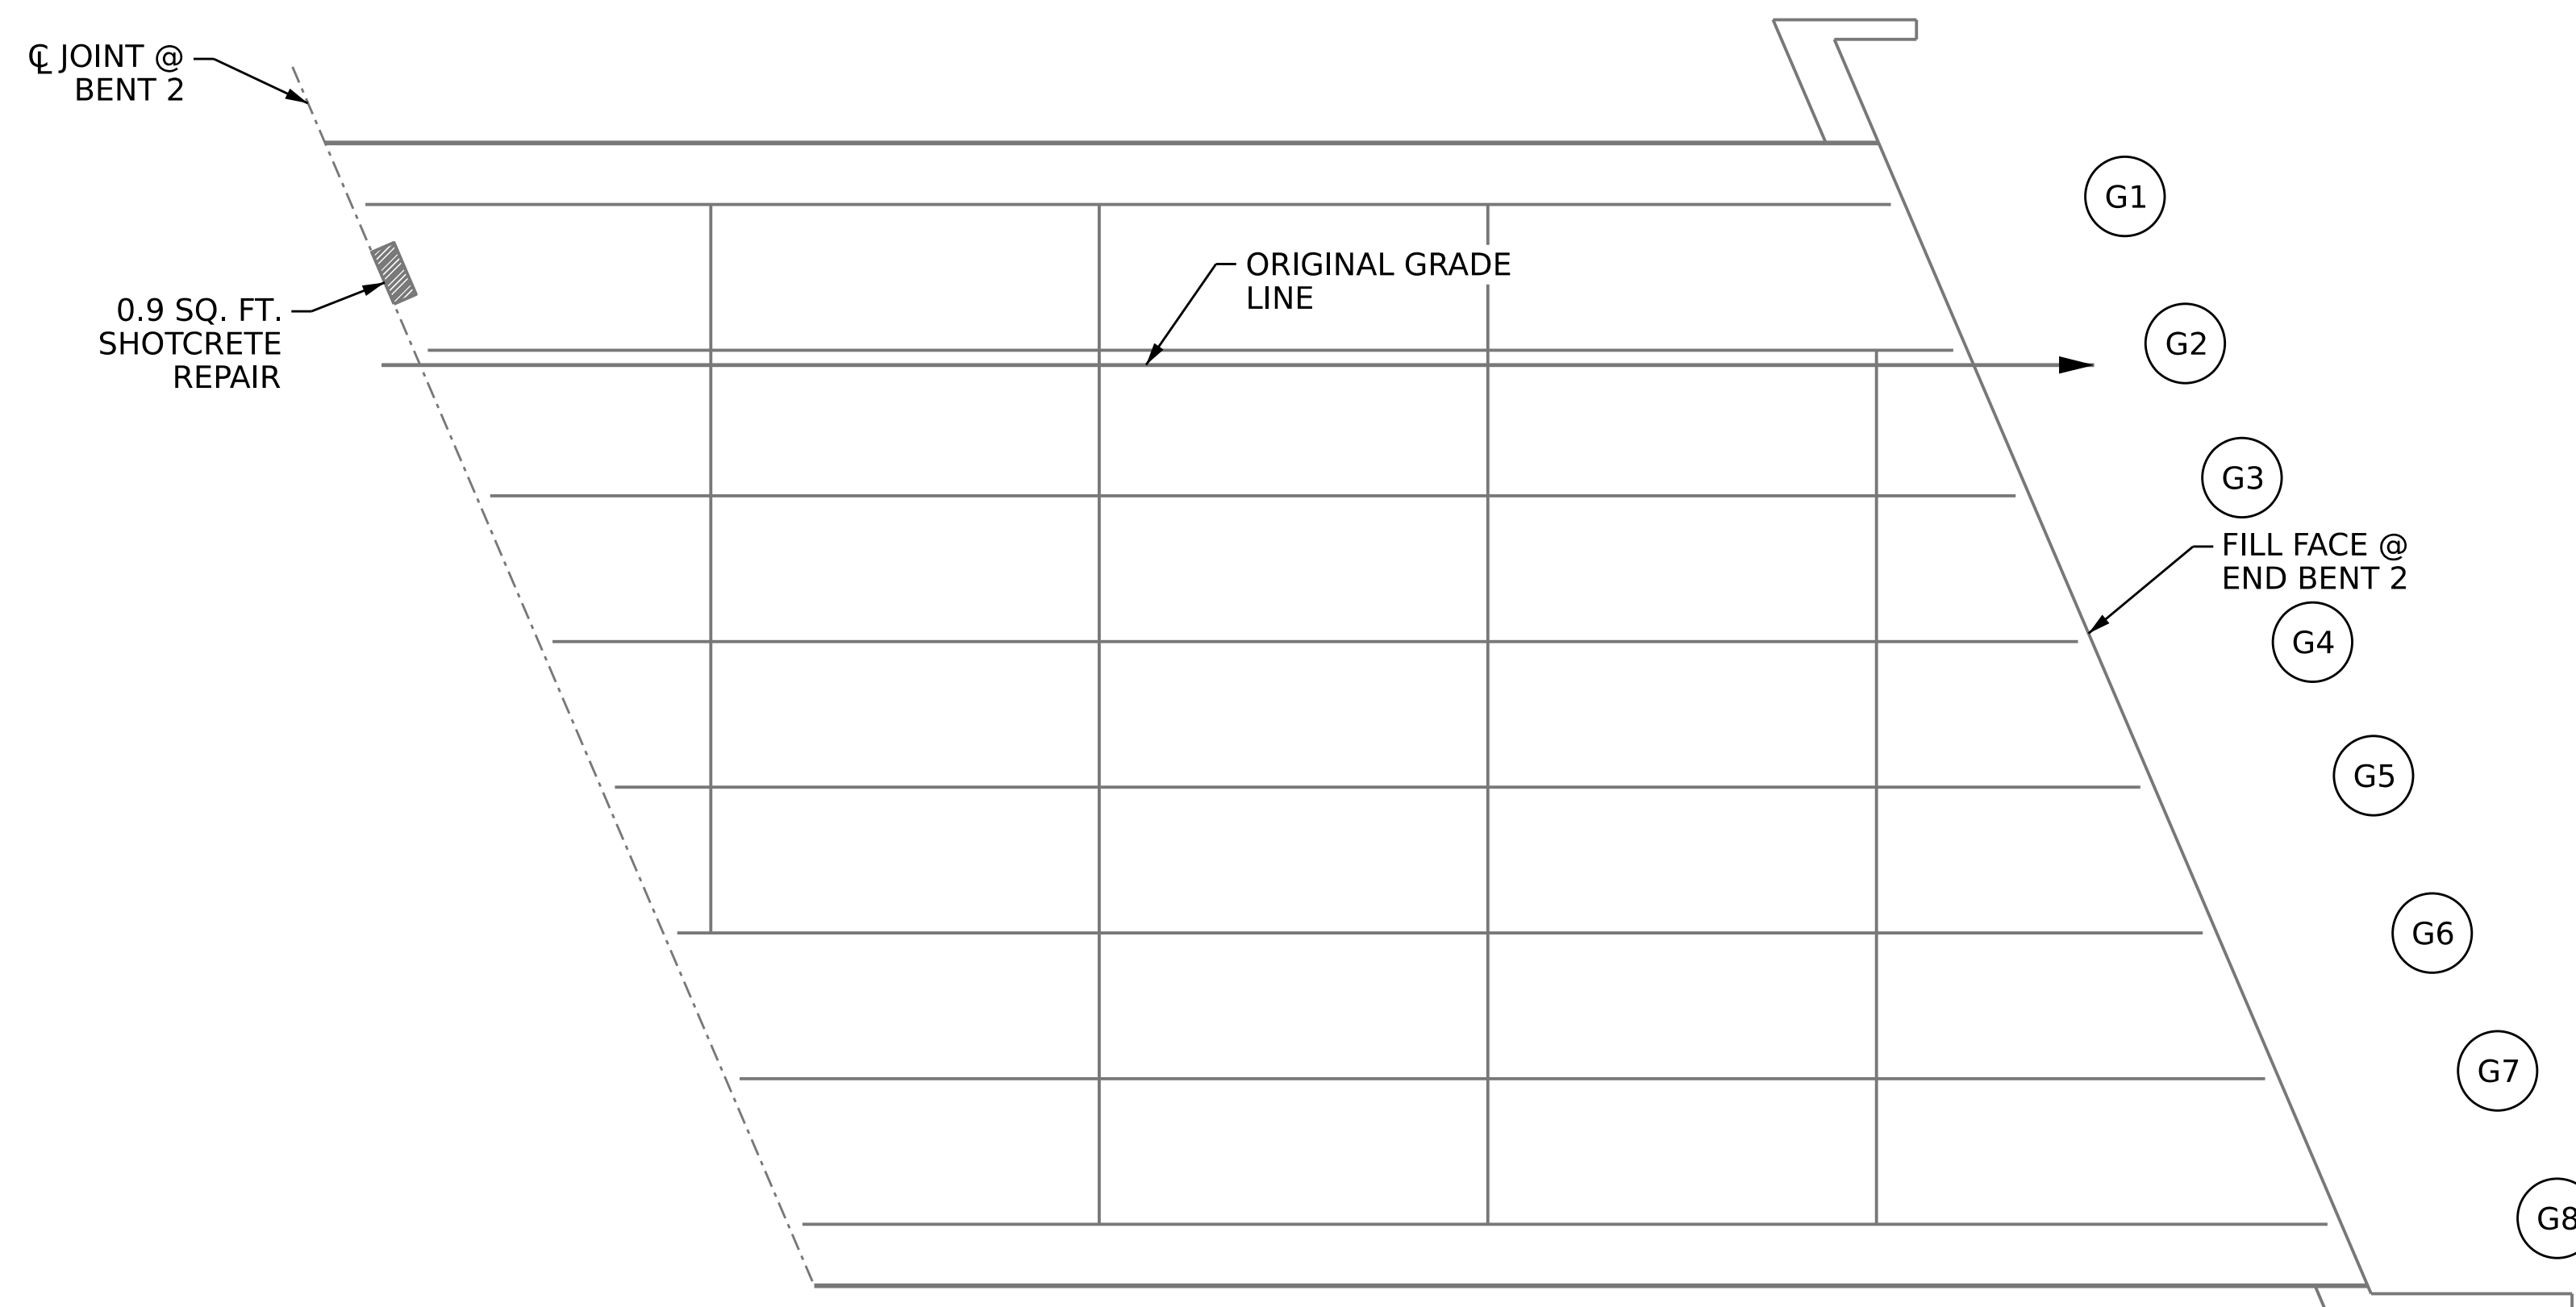 ℄ JOINT @
BENT 2
G1
ORIGINAL GRADE
LINE
0.9 SQ. FT.
SHOTCRETE
REPAIR
G2
G3
FILL FACE @
END BENT 2
G4
G5
G6
G7
G8